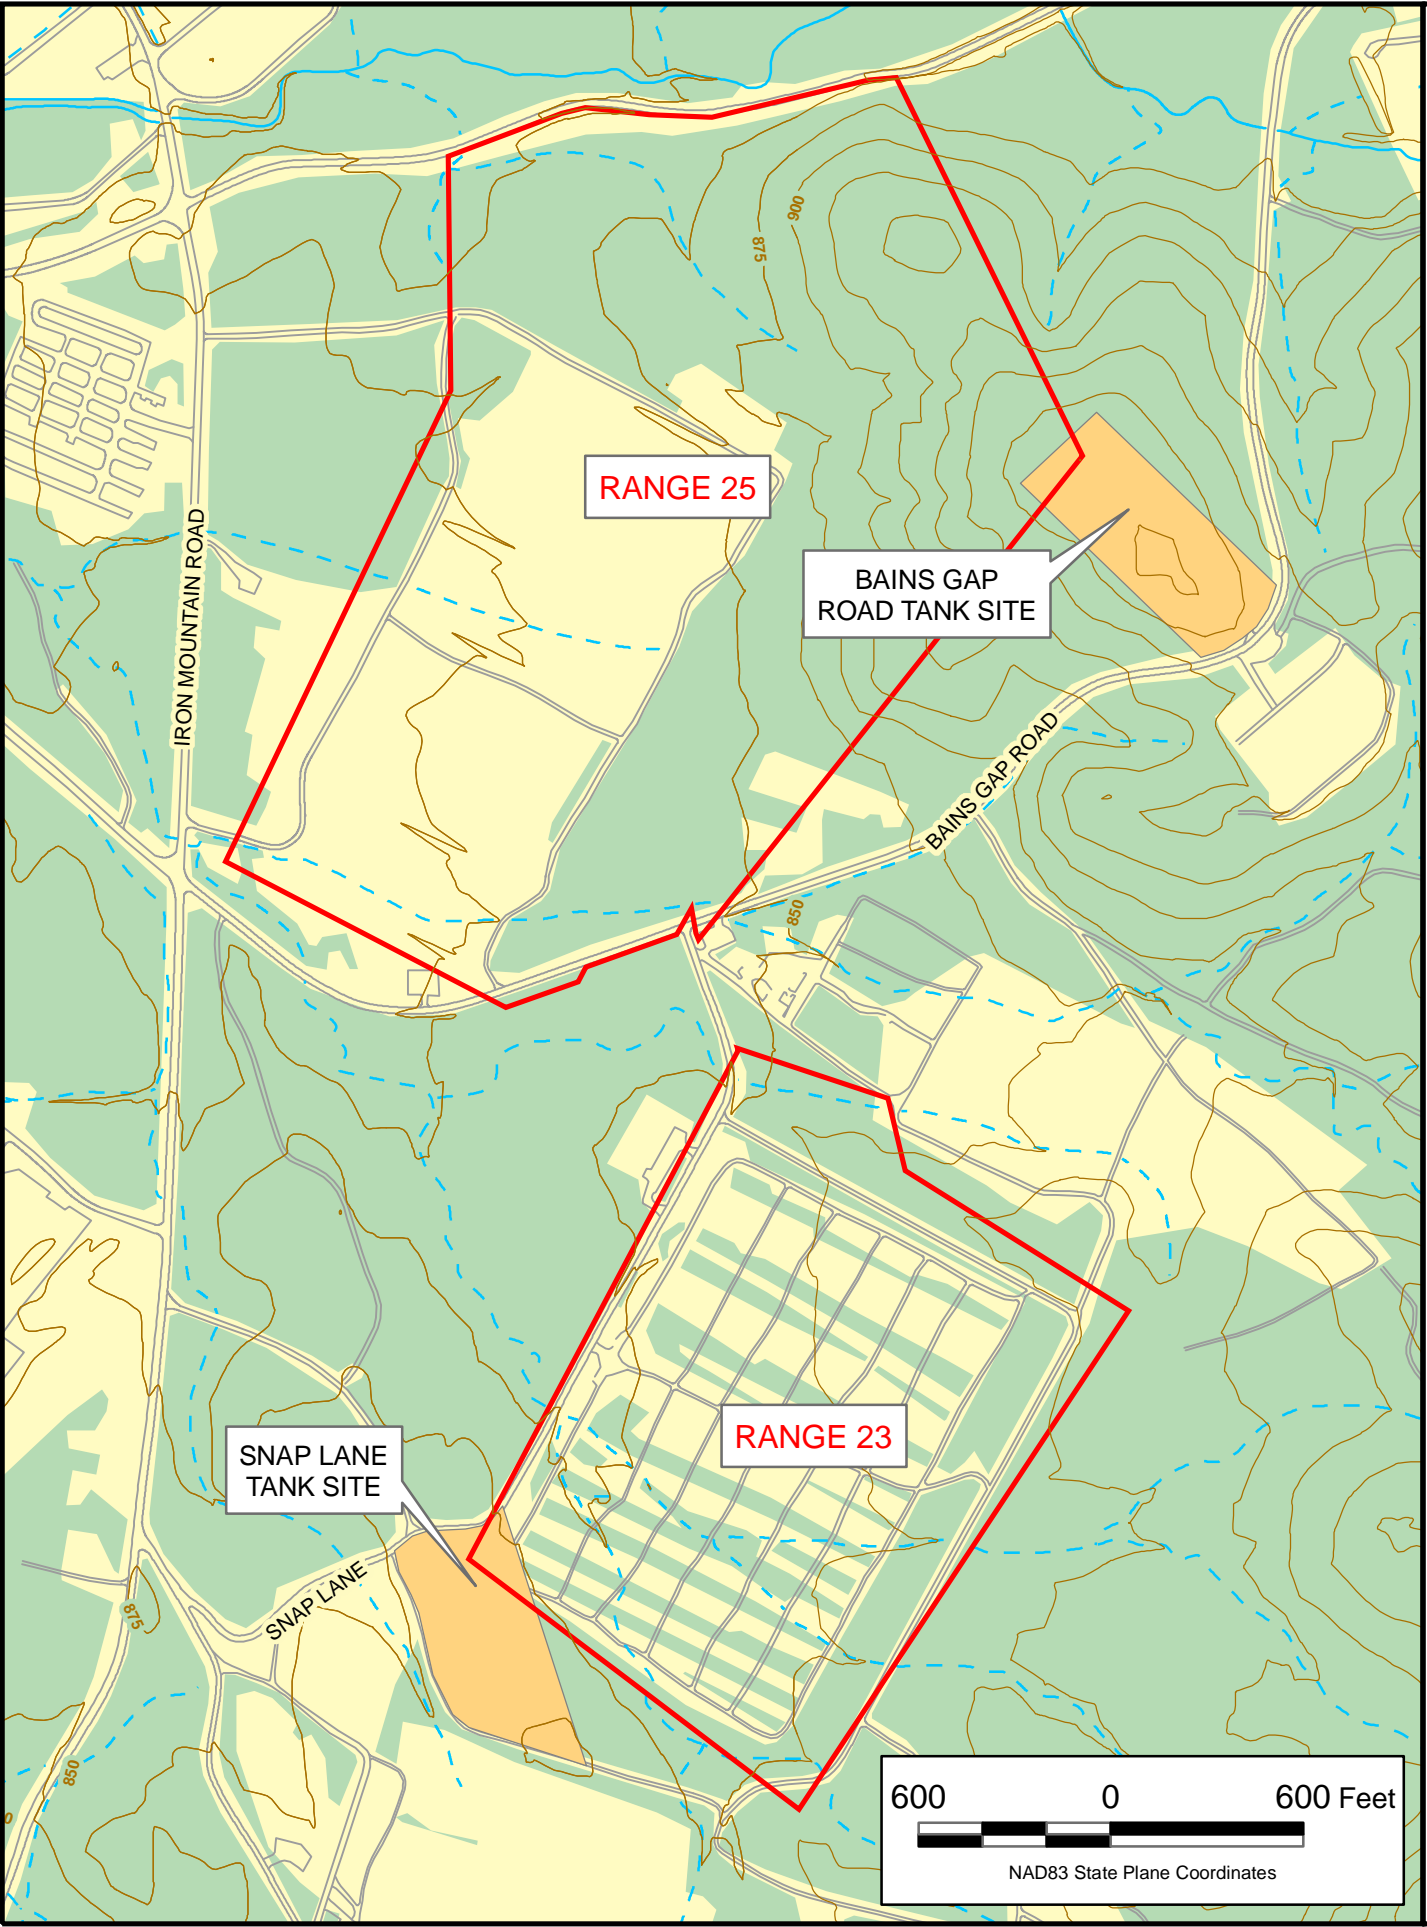 900
875
RANGE 25
BAINS GAP
ROAD TANK SITE
IRON MOUNTAIN ROAD
BAINS GAP ROAD
850
RANGE 23
SNAP LANE
TANK SITE
SNAP LANE
875
850
0
600 0 600 Feet
NAD83 State Plane Coordinates